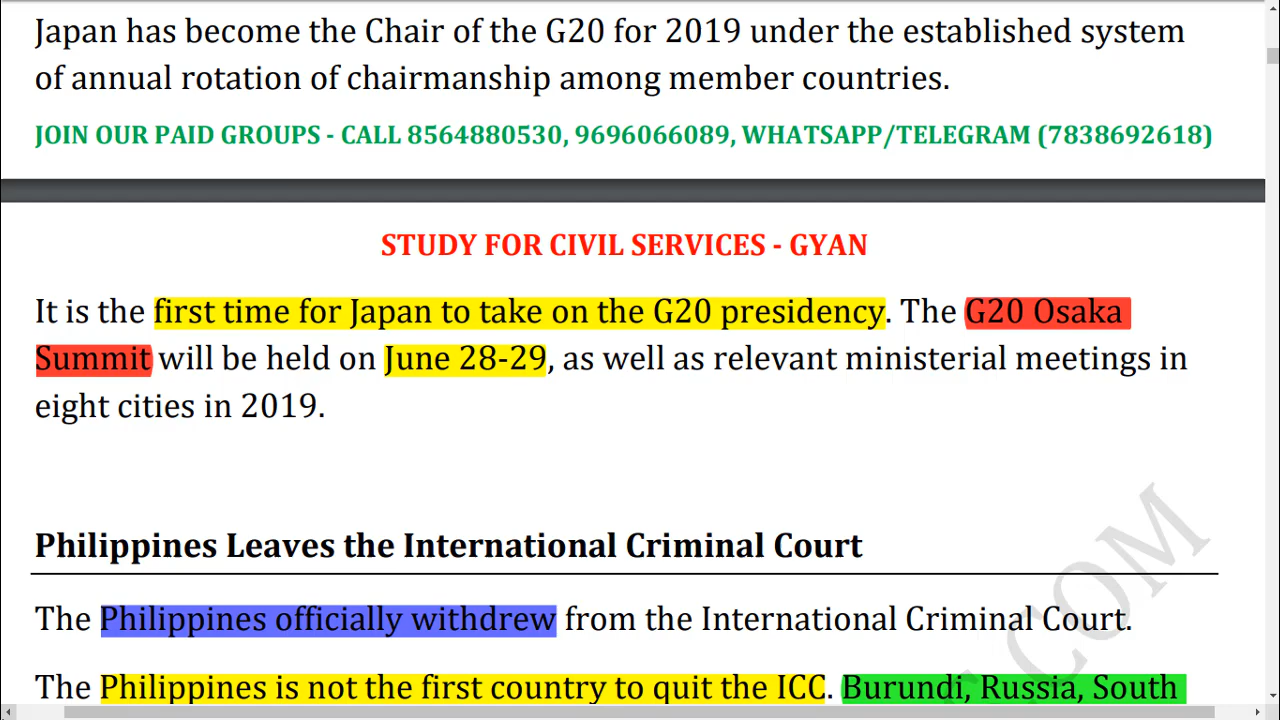 Japan has become the Chair of the G20 for 2019 under the established system
of annual rotation of chairmanship among member countries.
JOIN OUR PAID GROUPS - CALL 8564880530, 9696066089, WHATSAPP/TELEGRAM (7838692618)
STUDY FOR CIVIL SERVICES - GYAN
It is the first time for Japan to take on the G20 presidency. The G20 Osaka
Summit will be held on June 28-29, as well as relevant ministerial meetings in
eight cities in 2019.
Philippines Leaves the International Criminal Court
The Philippines officially withdrew from the International Criminal Court.
The Philippines is not the first country to quit the ICC. Burundi, Russia, South
.COM